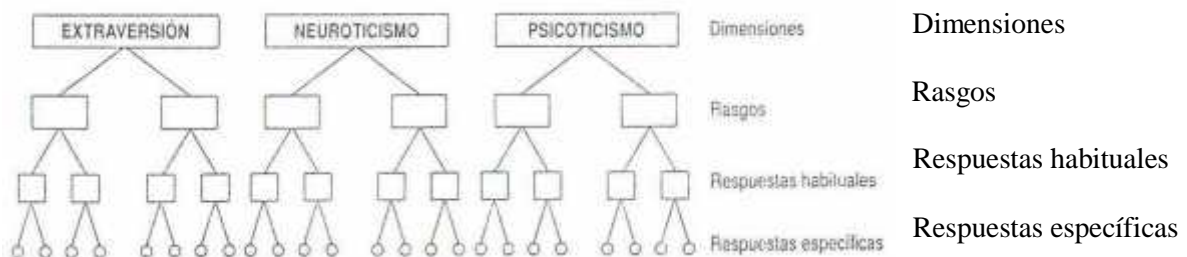 EXTRAVERSIÓN NEUROTICISMO PSICOTICISMO Dimensiones Dimensiones
Rasgos Rasgos
Respuestas habituales Respuestas habituales
Respuestas específicas Respuestas específicas